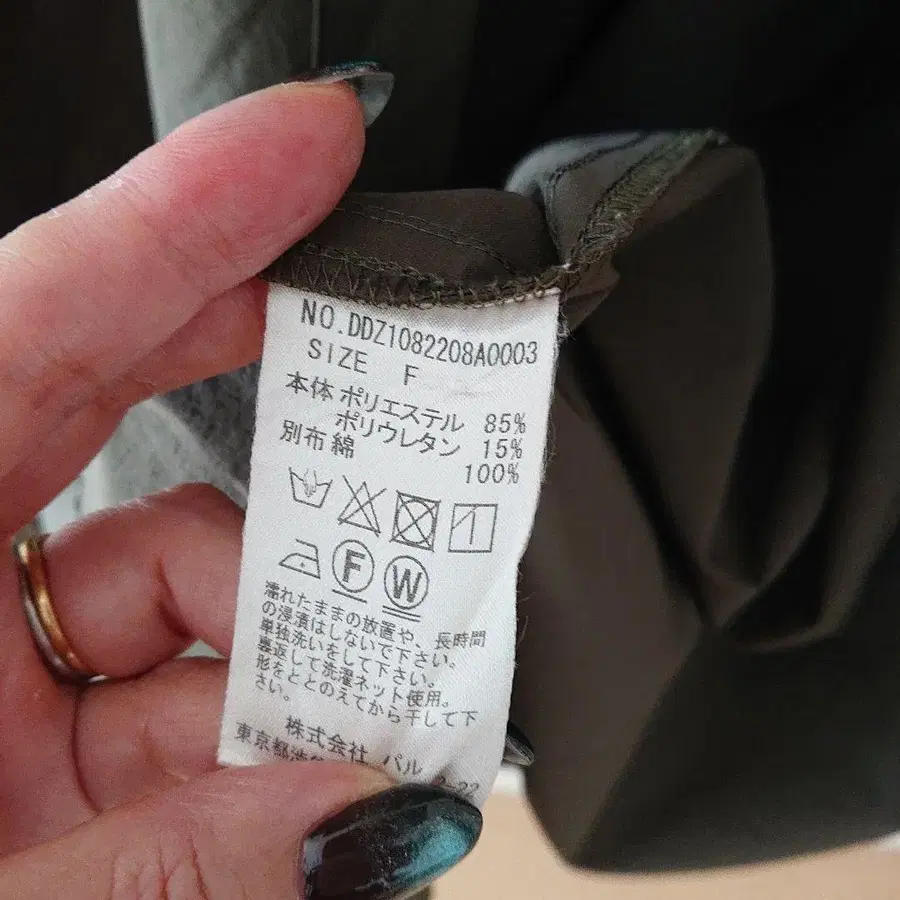 NO.DDZ1082208A0003
SIZE F
本体 ポリエステル 85%
ポリウレタン 15%
別布 綿 100%
F W
濡れたままの放置や、長時間
の浸漬はしないで下さい。
単独洗いをして下さい。
裏返して洗濯ネット使用。
形をととのえてから干して下
さい。
株式会社 パル
東京都渋